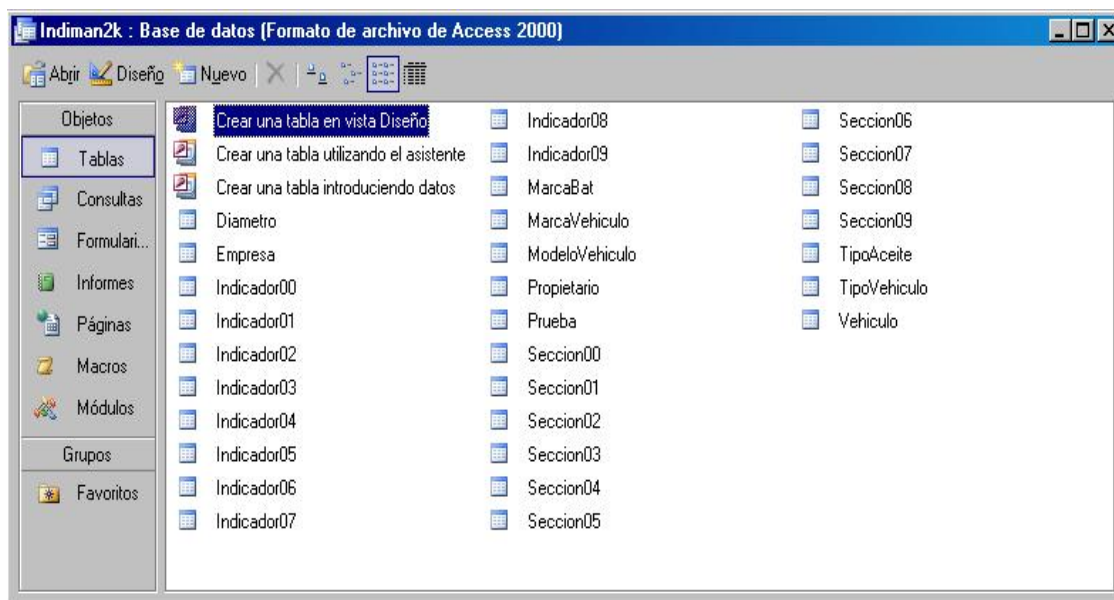 Indiman2k : Base de datos (Formato de archivo de Access 2000)
Abrir Diseño Nuevo
Objetos
Tablas
Consultas
Formulari...
Informes
Páginas
Macros
Módulos
Grupos
Favoritos
Crear una tabla en vista Diseño
Crear una tabla utilizando el asistente
Crear una tabla introduciendo datos
Diametro
Empresa
Indicador00
Indicador01
Indicador02
Indicador03
Indicador04
Indicador05
Indicador06
Indicador07
Indicador08
Indicador09
MarcaBat
MarcaVehiculo
ModeloVehiculo
Propietario
Prueba
Seccion00
Seccion01
Seccion02
Seccion03
Seccion04
Seccion05
Seccion06
Seccion07
Seccion08
Seccion09
TipoAceite
TipoVehiculo
Vehiculo